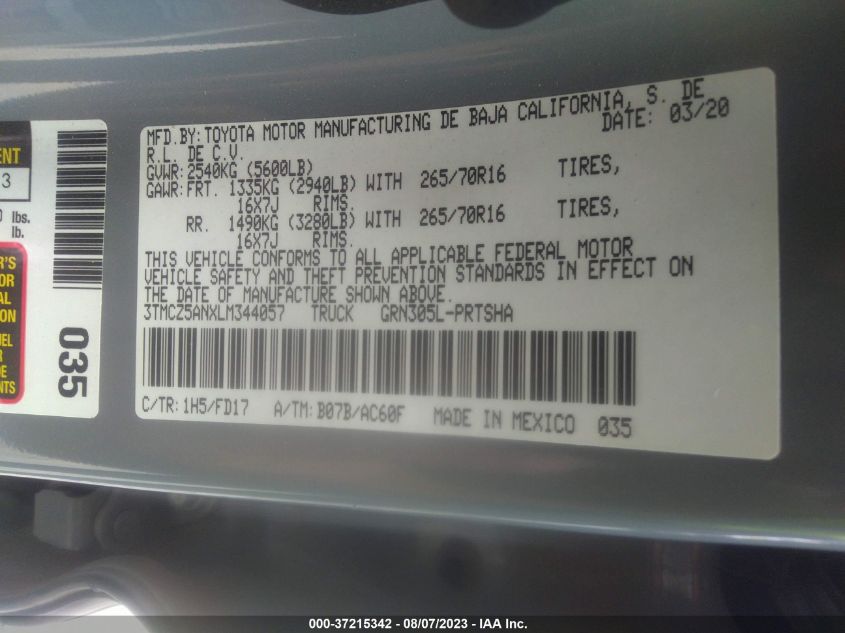 MFD.BY: TOYOTA MOTOR MANUFACTURING DE BAJA CALIFORNIA, S. DE
R.L. DE C.V. DATE: 03/20
GVWR: 2540KG (5600LB)
GAWR: FRT. 1335KG (2940LB) WITH 265/70R16 TIRES,
16X7J RIMS.
RR. 1490KG (3280LB) WITH 265/70R16 TIRES,
16X7J RIMS.
THIS VEHICLE CONFORMS TO ALL APPLICABLE FEDERAL MOTOR
VEHICLE SAFETY AND THEFT PREVENTION STANDARDS IN EFFECT ON
THE DATE OF MANUFACTURE SHOWN ABOVE.
3TMCZ5ANXLM344057 TRUCK GRN305L-PRTSHA
C/TR: 1H5/FD17 A/TM: B07B/AC60F MADE IN MEXICO 035
3
lbs.
lb.
035
000-37215342 - 08/07/2023 - IAA Inc.